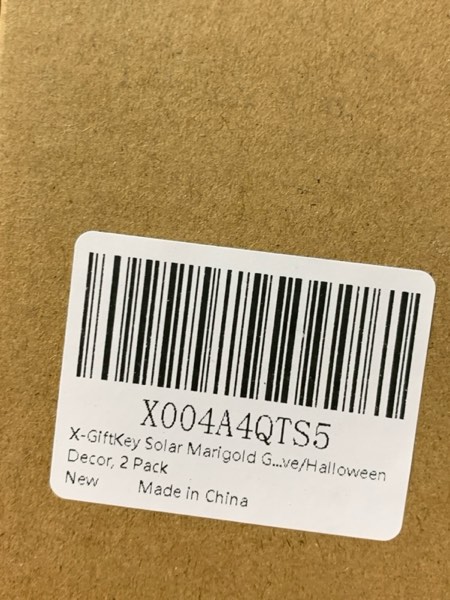 X004A4QTS5
X-GiftKey Solar Marigold G...ve/Halloween
Decor, 2 Pack
New Made in China